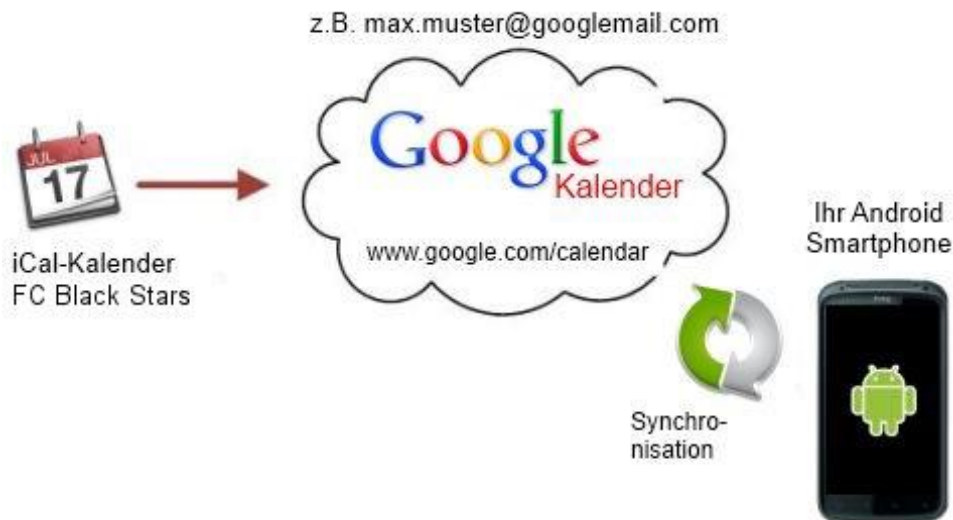 z.B. max.muster@googlemail.com
Google
Kalender
www.google.com/calendar
JUL
17
iCal-Kalender
FC Black Stars
Ihr Android
Smartphone
htc
Synchro-
nisation